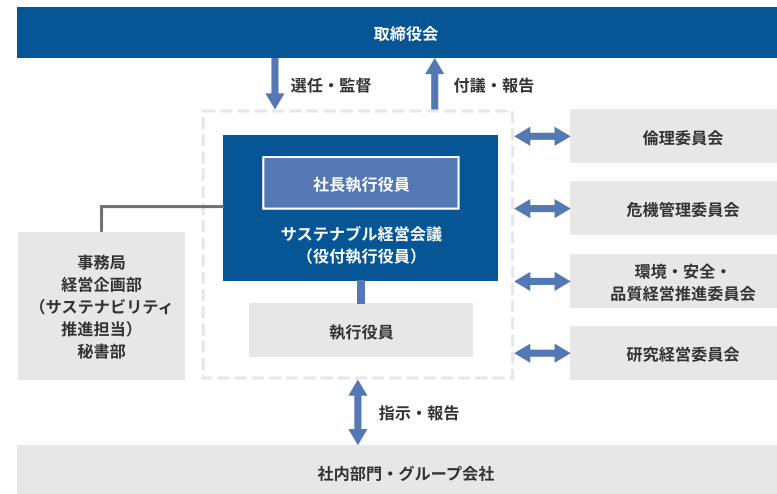 取締役会
選任・監督
付議・報告
社長執行役員
サステナブル経営会議
（役付執行役員）
執行役員
事務局
経営企画部
（サステナビリティ
推進担当）
秘書部
倫理委員会
危機管理委員会
環境・安全・
品質経営推進委員会
研究経営委員会
指示・報告
社内部門・グループ会社